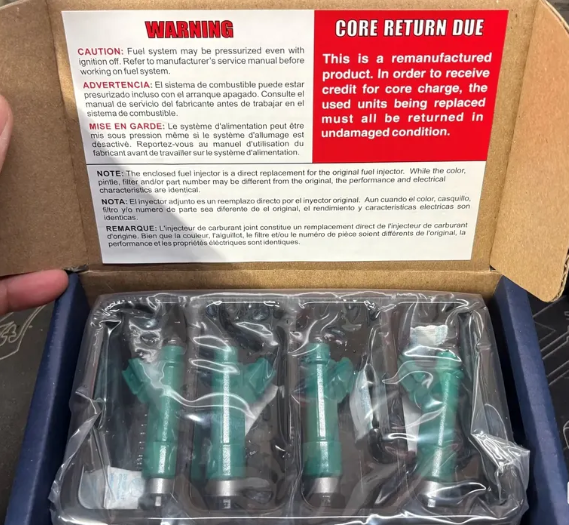 WARNING
CAUTION: Fuel system may be pressurized even with
ignition off. Refer to manufacturer's service manual before
working on fuel system.
ADVERTENCIA: El sistema de combustible puede estar
presurizado incluso con el arranque apagado. Consulte el
manual de servicio del fabricante antes de trabajar en el
sistema de combustible.
MISE EN GARDE: Le système d'alimentation peut être
mis sous pression même si le système d'allumage est
désactivé. Reportez-vous au manuel d'utilisation du
fabricant avant de travailler sur le système d'alimentation.
CORE RETURN DUE
This is a remanufactured
product. In order to receive
credit for core charge, the
used units being replaced
must all be returned in
undamaged condition.
NOTE: The enclosed fuel injector is a direct replacement for the original fuel injector. While the color,
pintle, filter and/or part number may be different from the original, the performance and electrical
characteristics are identical.
NOTA: El inyector adjunto es un reemplazo directo por el inyector original. Aun cuando el color, casquillo,
filtro y/o numero de parte sea diferente de el original, el rendimiento y caracteristicas electricas son
identicas.
REMARQUE: L'injecteur de carburant joint constitue un remplacement direct de l'injecteur de carburant
d'origine. Bien que la couleur, l'aiguillot, le filtre et/ou le numéro de pièce soient différents de l'original, la
performance et les propriétés électriques sont identiques.